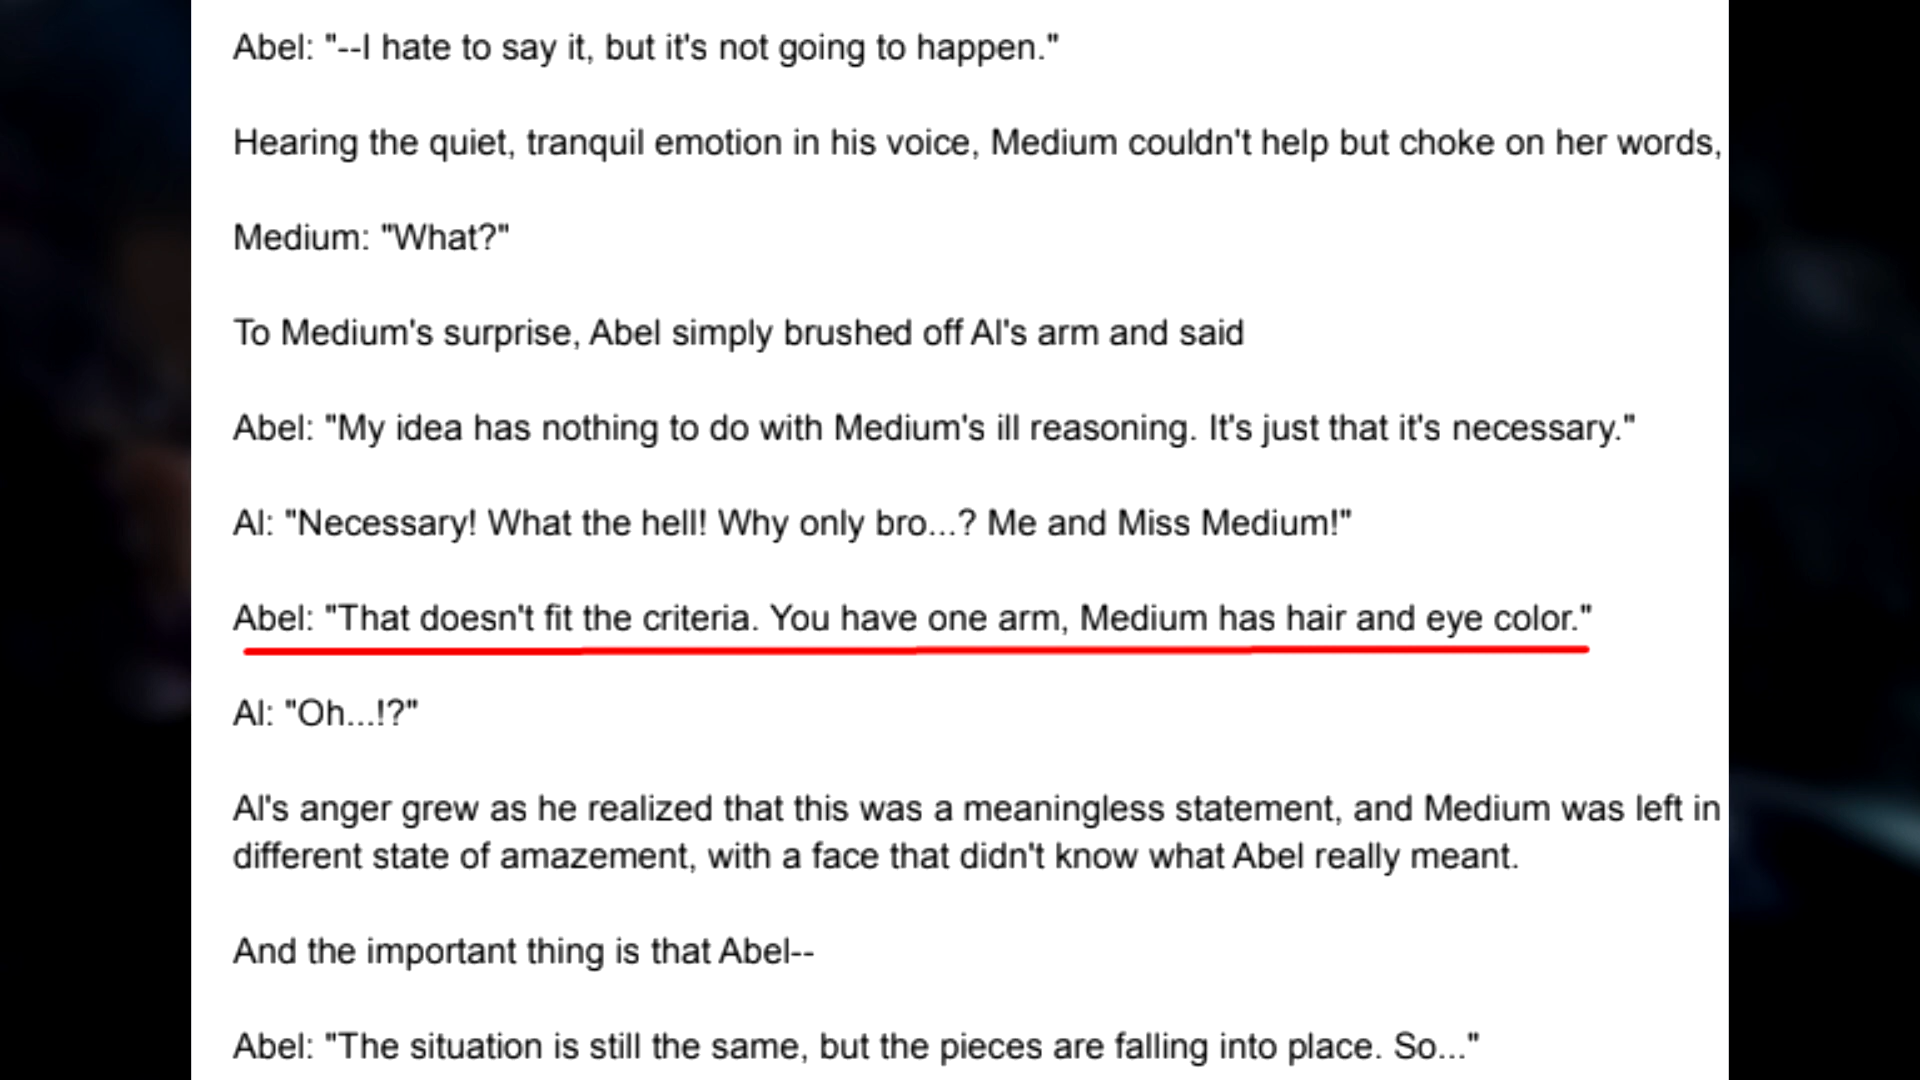 Abel: "--I hate to say it, but it's not going to happen."
Hearing the quiet, tranquil emotion in his voice, Medium couldn't help but choke on her words,
Medium: "What?"
To Medium's surprise, Abel simply brushed off Al's arm and said
Abel: "My idea has nothing to do with Medium's ill reasoning. It's just that it's necessary."
Al: "Necessary! What the hell! Why only bro...? Me and Miss Medium!"
Abel: "That doesn't fit the criteria. You have one arm, Medium has hair and eye color."
Al: "Oh...!?"
Al's anger grew as he realized that this was a meaningless statement, and Medium was left in
different state of amazement, with a face that didn't know what Abel really meant.
And the important thing is that Abel--
Abel: "The situation is still the same, but the pieces are falling into place. So..."